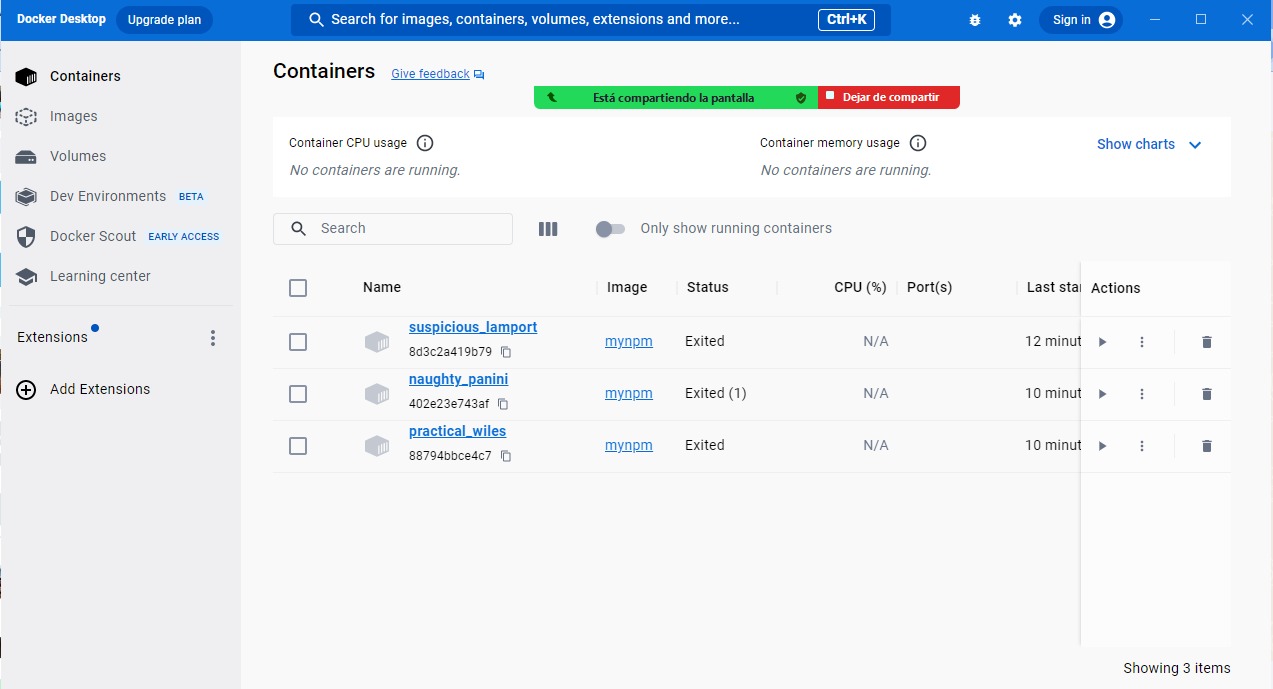 Docker Desktop Upgrade plan Search for images, containers, volumes, extensions and more... Ctrl+K Sign in
Containers
Images
Volumes
Dev Environments BETA
Docker Scout EARLY ACCESS
Learning center
Extensions
Add Extensions
Containers Give feedback
Está compartiendo la pantalla Dejar de compartir
Container CPU usage Container memory usage Show charts
No containers are running. No containers are running.
Search Only show running containers
Name Image Status CPU (%) Port(s) Last star Actions
suspicious_lamport
8d3c2a419b79 mynpm Exited N/A 12 minut
naughty_panini
402e23e743af mynpm Exited (1) N/A 10 minut
practical_wiles
88794bbce4c7 mynpm Exited N/A 10 minut
Showing 3 items